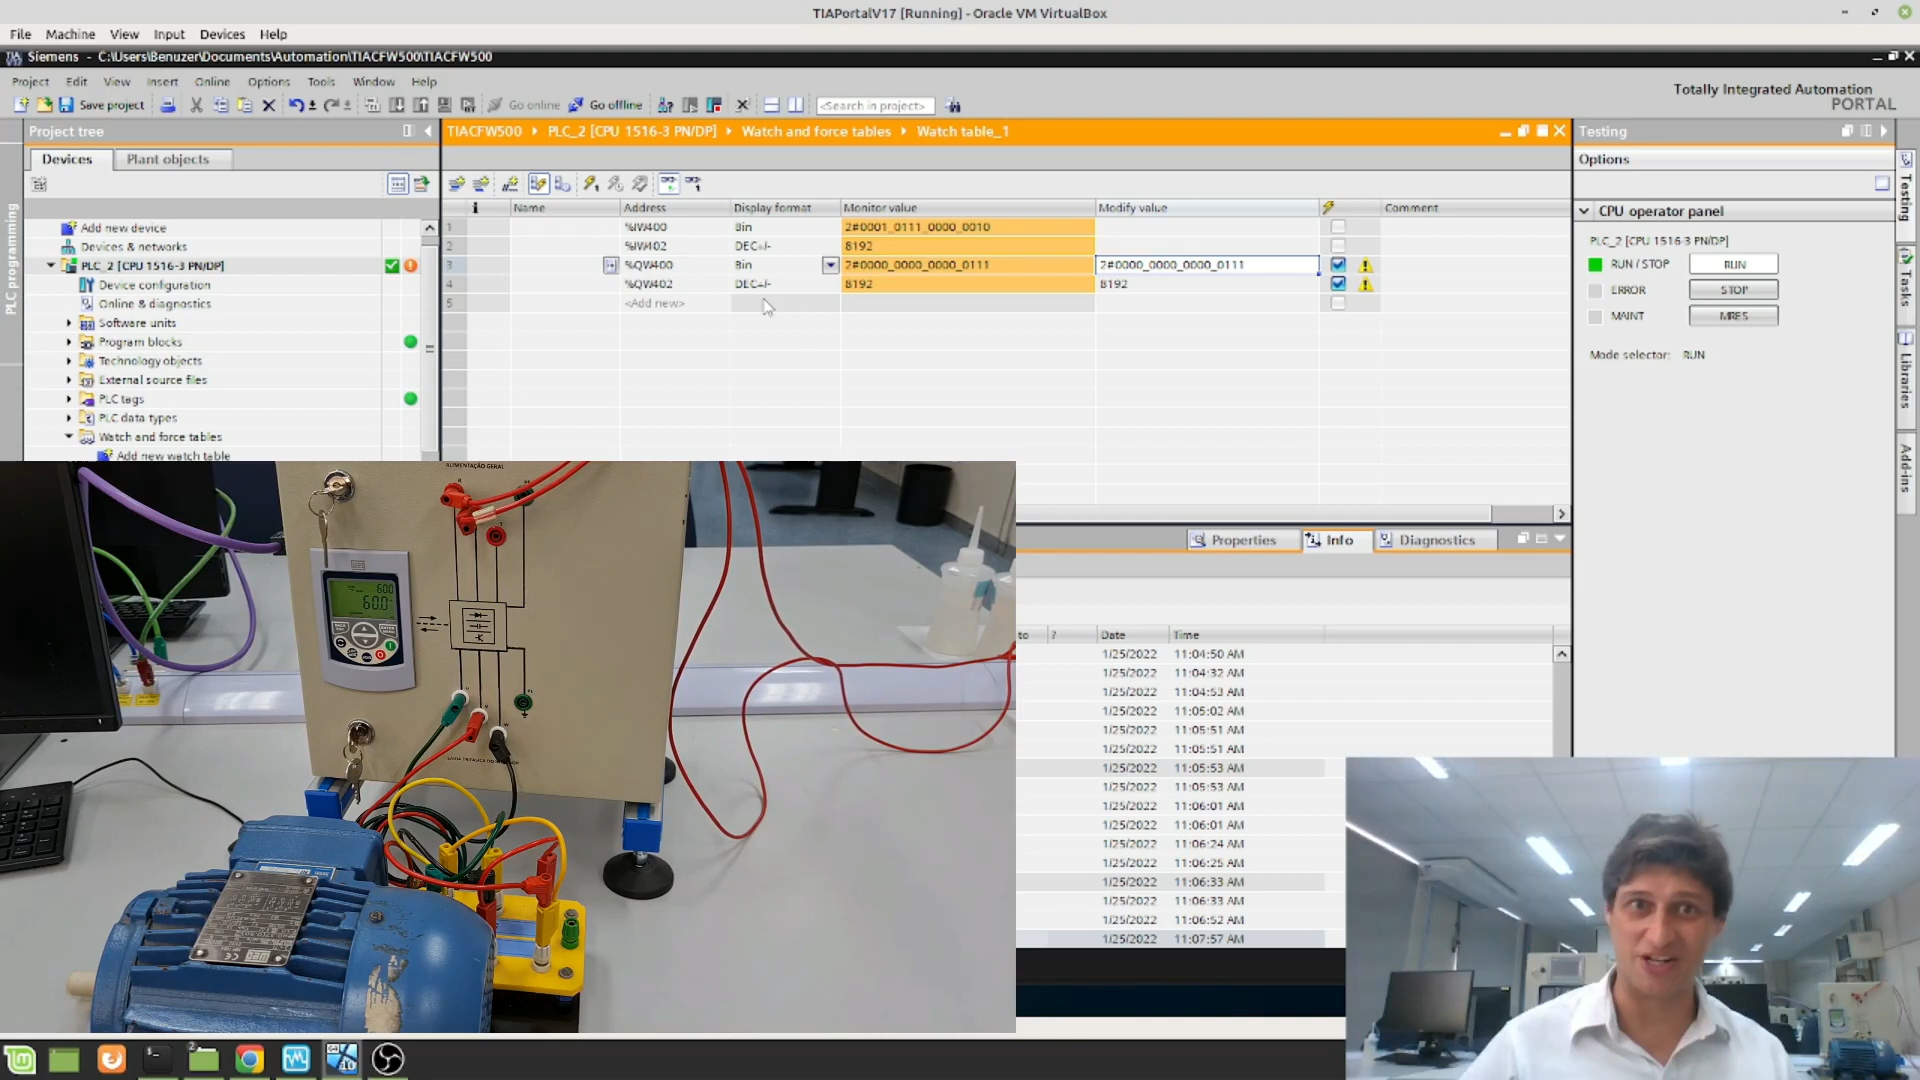 TIAPortalV17 [Running] - Oracle VM VirtualBox
File Machine View Input Devices Help
Siemens - C:\Users\Benuzer\Documents\Automation\TIACFW500\TIACFW500
Project Edit View Insert Online Options Tools Window Help
Totally Integrated Automation
PORTAL
Save project Go online Go offline <Search in project>
Project tree
TIACFW500 PLC_2 [CPU 1516-3 PN/DP] Watch and force tables Watch table_1
Testing
Devices Plant objects
Options
PLC programming
Name Address Display format Monitor value Modify value Comment
1 %IW400 Bin 2#0001_0111_0000_0010
2 %IW402 DEC+/- 8192
3 %QW400 Bin 2#0000_0000_0000_0111 2#0000_0000_0000_0111
4 %QW402 DEC+/- 8192 8192
5 <Add new>
Add new device
Devices & networks
PLC_2 [CPU 1516-3 PN/DP]
Device configuration
Online & diagnostics
Software units
Program blocks
Technology objects
External source files
PLC tags
PLC data types
Watch and force tables
Add new watch table
CPU operator panel
PLC_2 [CPU 1516-3 PN/DP]
RUN / STOP RUN
ERROR STOP
MAINT MRES
Mode selector: RUN
Testing
Tasks
Libraries
Add-ins
ALIMENTAÇÃO GERAL
600
60.0
Properties Info Diagnostics
to ? Date Time
1/25/2022 11:04:50 AM
1/25/2022 11:04:32 AM
1/25/2022 11:04:53 AM
1/25/2022 11:05:02 AM
1/25/2022 11:05:51 AM
1/25/2022 11:05:51 AM
1/25/2022 11:05:53 AM
1/25/2022 11:05:53 AM
1/25/2022 11:06:01 AM
1/25/2022 11:06:01 AM
1/25/2022 11:06:24 AM
1/25/2022 11:06:25 AM
1/25/2022 11:06:33 AM
1/25/2022 11:06:33 AM
1/25/2022 11:06:52 AM
1/25/2022 11:07:57 AM